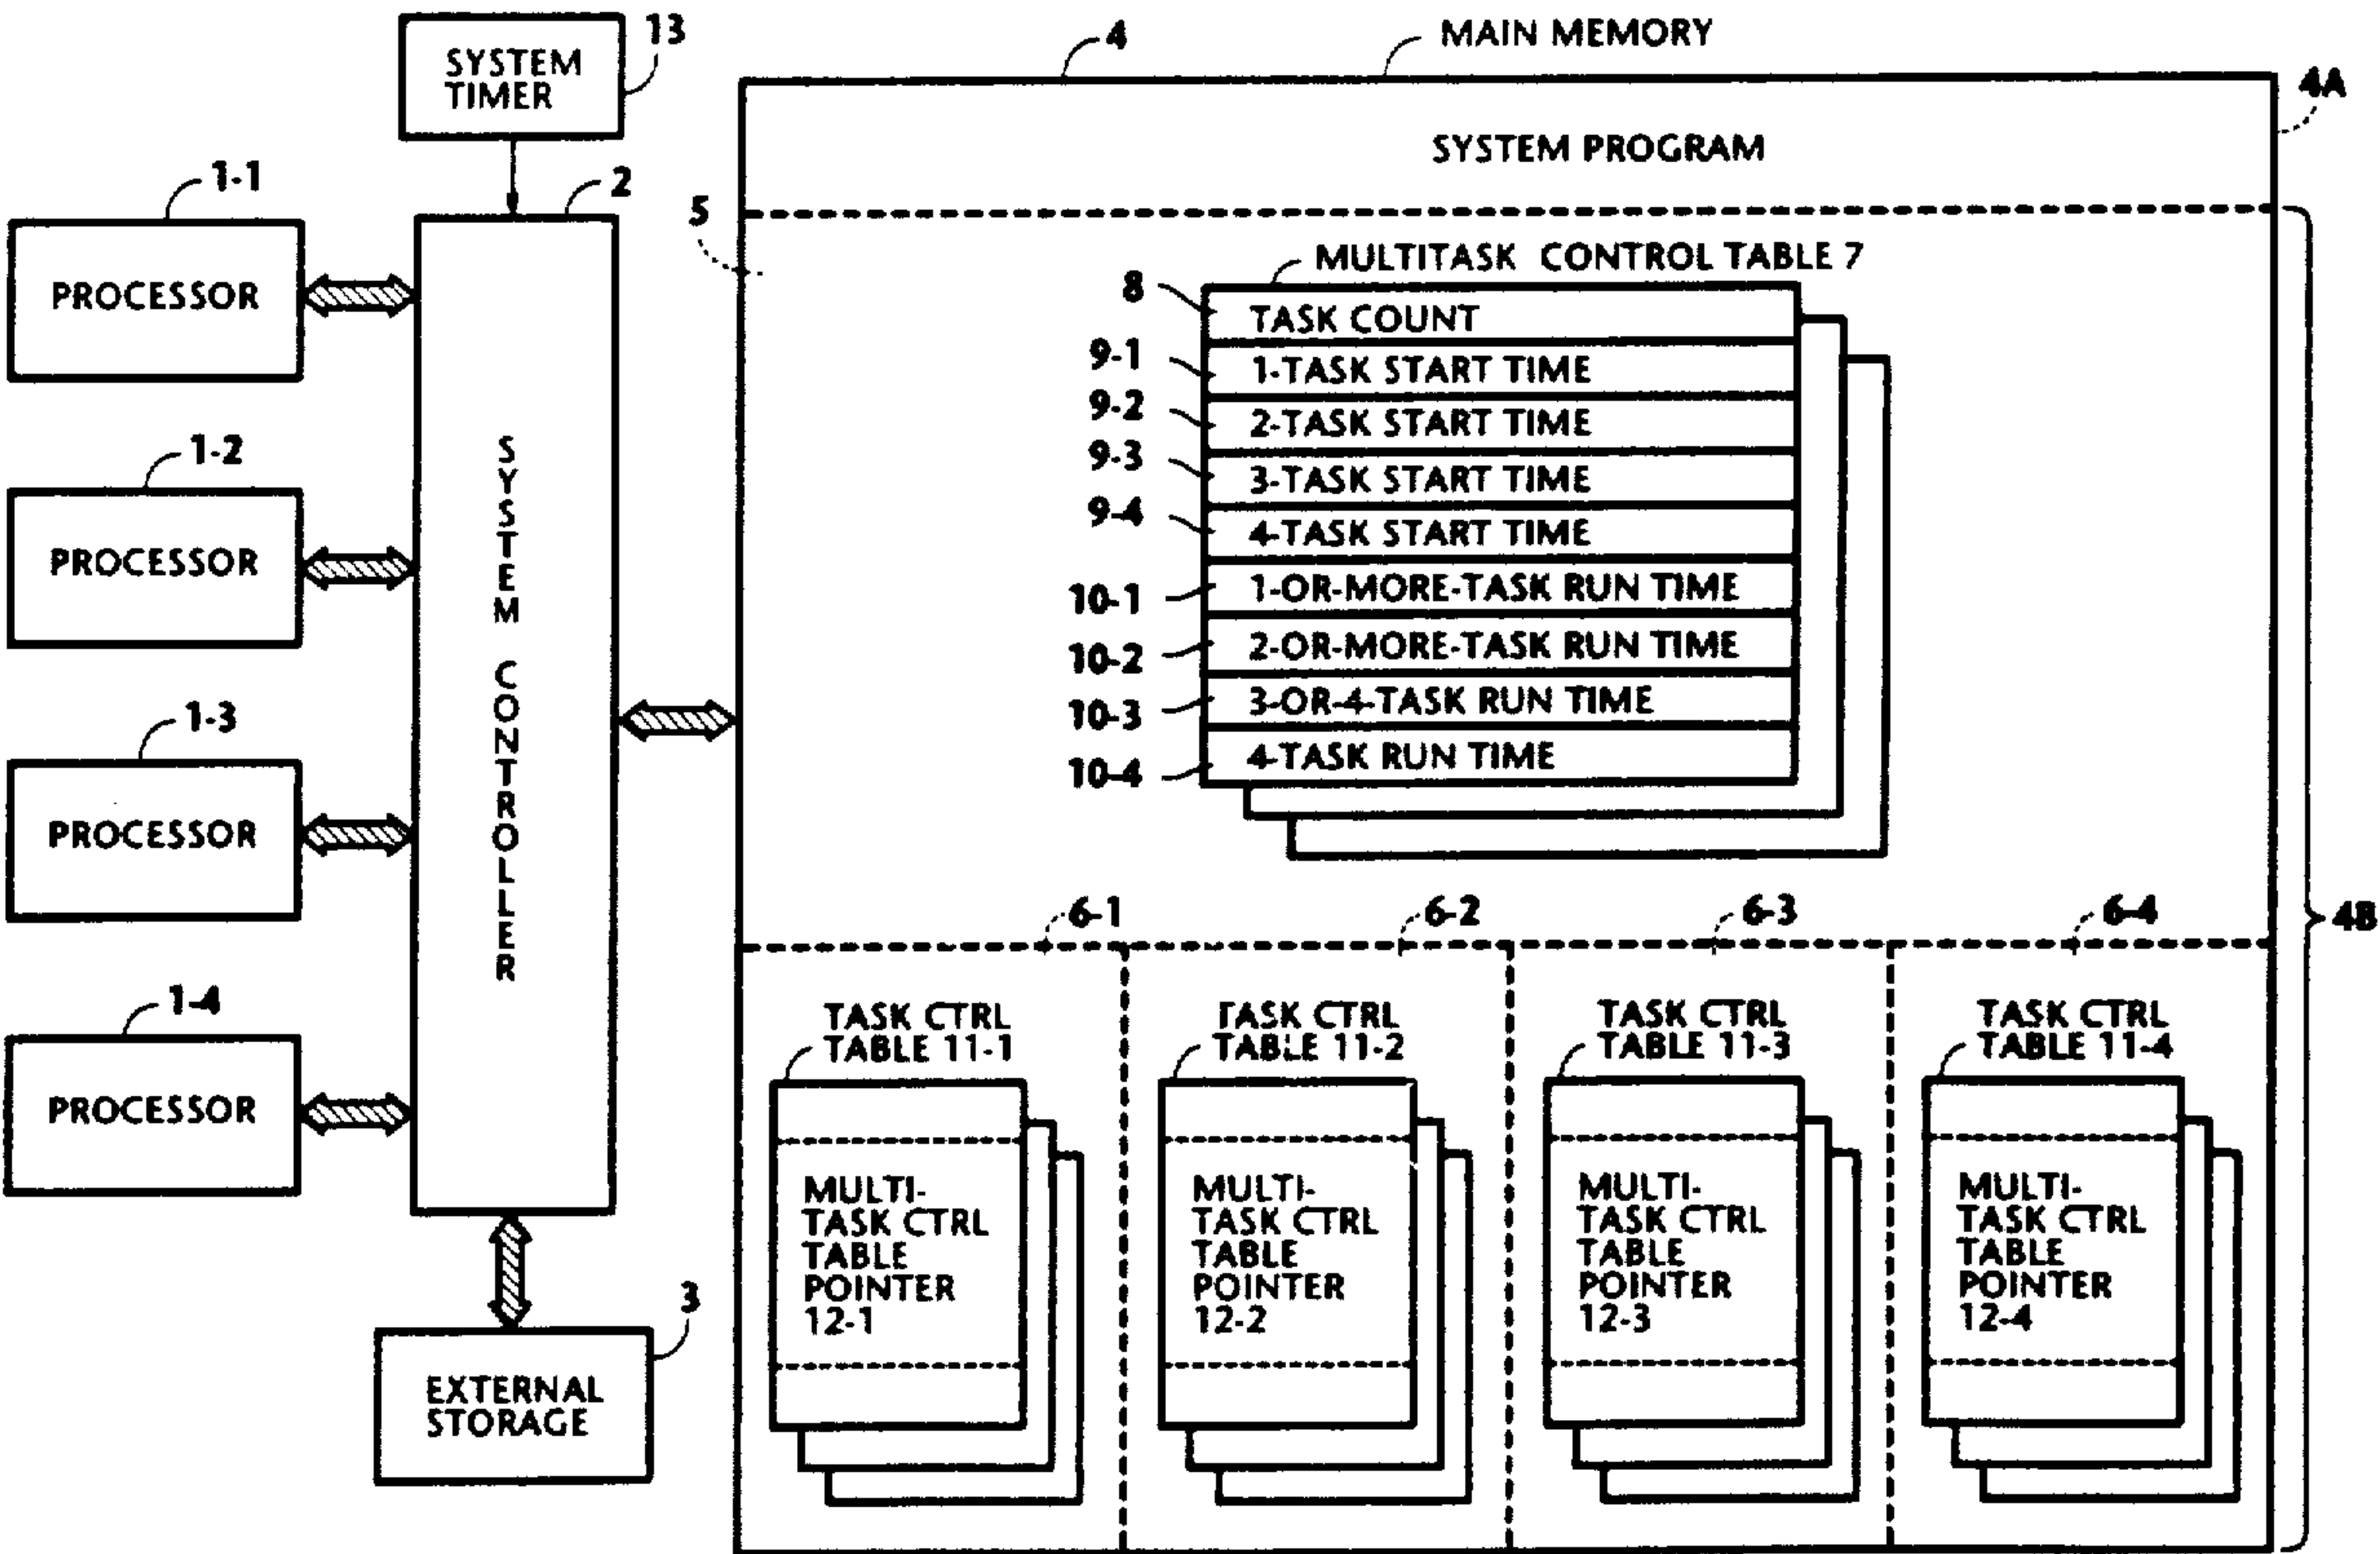 13
SYSTEM
TIMER
4
MAIN MEMORY
4A
SYSTEM PROGRAM
1-1
2
5
PROCESSOR
MULTITASK CONTROL TABLE 7
8
TASK COUNT
9-1
1-TASK START TIME
9-2
2-TASK START TIME
9-3
3-TASK START TIME
9-4
4-TASK START TIME
10-1
1-OR-MORE-TASK RUN TIME
10-2
2-OR-MORE-TASK RUN TIME
10-3
3-OR-4-TASK RUN TIME
10-4
4-TASK RUN TIME
1-2
PROCESSOR
SYSTEM CONTROLLER
1-3
PROCESSOR
1-4
PROCESSOR
3
EXTERNAL
STORAGE
6-1
6-2
6-3
6-4
4B
TASK CTRL
TABLE 11-1
MULTI-
TASK CTRL
TABLE
POINTER
12-1
TASK CTRL
TABLE 11-2
MULTI-
TASK CTRL
TABLE
POINTER
12-2
TASK CTRL
TABLE 11-3
MULTI-
TASK CTRL
TABLE
POINTER
12-3
TASK CTRL
TABLE 11-4
MULTI-
TASK CTRL
TABLE
POINTER
12-4